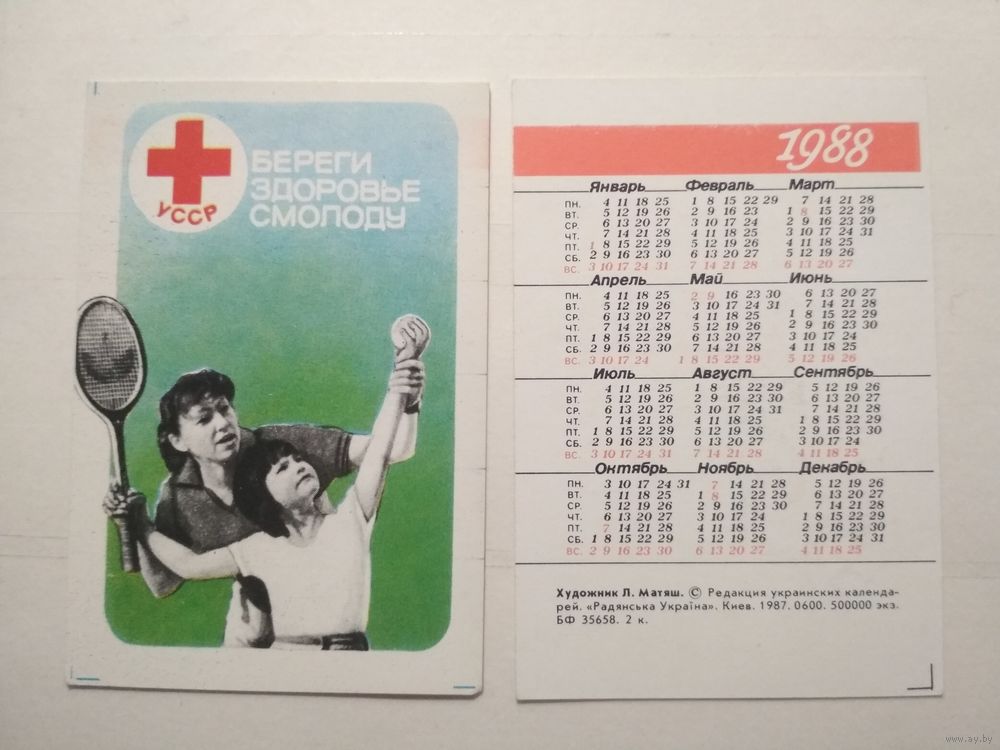 УССР
БЕРЕГИ
ЗДОРОВЬЕ
СМОЛОДУ
1988
Январь Февраль Март
ПН. 4 11 18 25 1 8 15 22 29 7 14 21 28
ВТ. 5 12 19 26 2 9 16 23 1 8 15 22 29
СР. 6 13 20 27 3 10 17 24 2 9 16 23 30
ЧТ. 7 14 21 28 4 11 18 25 3 10 17 24 31
ПТ. 1 8 15 22 29 5 12 19 26 4 11 18 25
СБ. 2 9 16 23 30 6 13 20 27 5 12 19 26
ВС. 3 10 17 24 31 7 14 21 28 6 13 20 27
Апрель Май Июнь
ПН. 4 11 18 25 2 9 16 23 30 6 13 20 27
ВТ. 5 12 19 26 3 10 17 24 31 7 14 21 28
СР. 6 13 20 27 4 11 18 25 1 8 15 22 29
ЧТ. 7 14 21 28 5 12 19 26 2 9 16 23 30
ПТ. 1 8 15 22 29 6 13 20 27 3 10 17 24
СБ. 2 9 16 23 30 7 14 21 28 4 11 18 25
ВС. 3 10 17 24 1 8 15 22 29 5 12 19 26
Июль Август Сентябрь
ПН. 4 11 18 25 1 8 15 22 29 5 12 19 26
ВТ. 5 12 19 26 2 9 16 23 30 6 13 20 27
СР. 6 13 20 27 3 10 17 24 31 7 14 21 28
ЧТ. 7 14 21 28 4 11 18 25 1 8 15 22 29
ПТ. 1 8 15 22 29 5 12 19 26 2 9 16 23 30
СБ. 2 9 16 23 30 6 13 20 27 3 10 17 24
ВС. 3 10 17 24 31 7 14 21 28 4 11 18 25
Октябрь Ноябрь Декабрь
ПН. 3 10 17 24 31 7 14 21 28 5 12 19 26
ВТ. 4 11 18 25 1 8 15 22 29 6 13 20 27
СР. 5 12 19 26 2 9 16 23 30 7 14 21 28
ЧТ. 6 13 20 27 3 10 17 24 1 8 15 22 29
ПТ. 7 14 21 28 4 11 18 25 2 9 16 23 30
СБ. 1 8 15 22 29 5 12 19 26 3 10 17 24 31
ВС. 2 9 16 23 30 6 13 20 27 4 11 18 25
Художник Л. Матяш. © Редакция украинских календа-
рей. «Радянська Україна». Киев. 1987. 0600. 500000 экз.
БФ 35658. 2 к.
www.ay.by